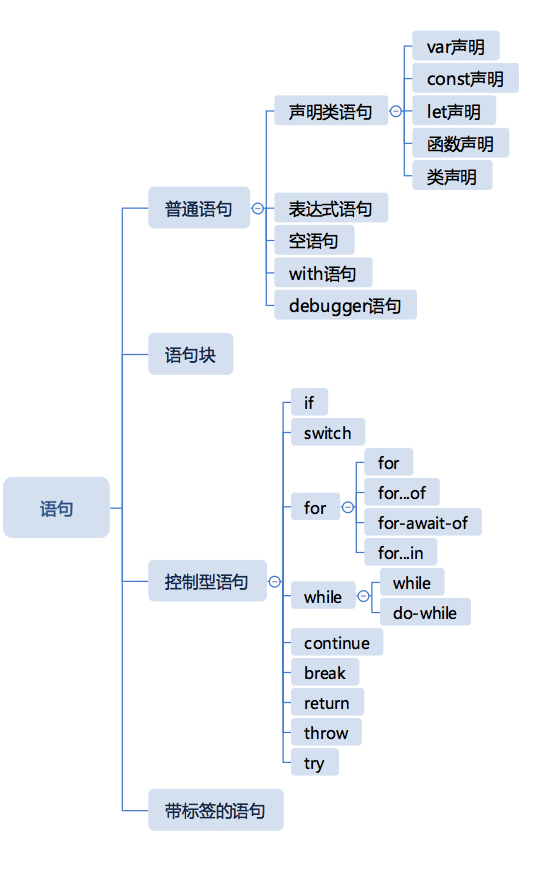 语句
普通语句
声明类语句
var声明
const声明
let声明
函数声明
类声明
表达式语句
空语句
with语句
debugger语句
语句块
控制型语句
if
switch
for
for
for...of
for-await-of
for...in
while
while
do-while
continue
break
return
throw
try
带标签的语句